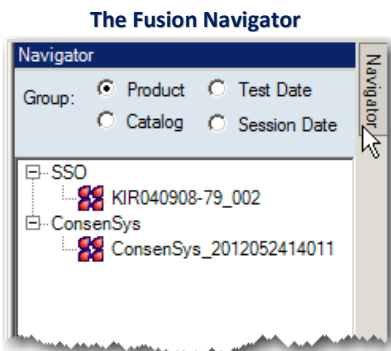 The Fusion Navigator
Navigator
Navigator
Group: Product Test Date
Catalog Session Date
SSO
KIR040908-79_002
ConsenSys
ConsenSys_2012052414011